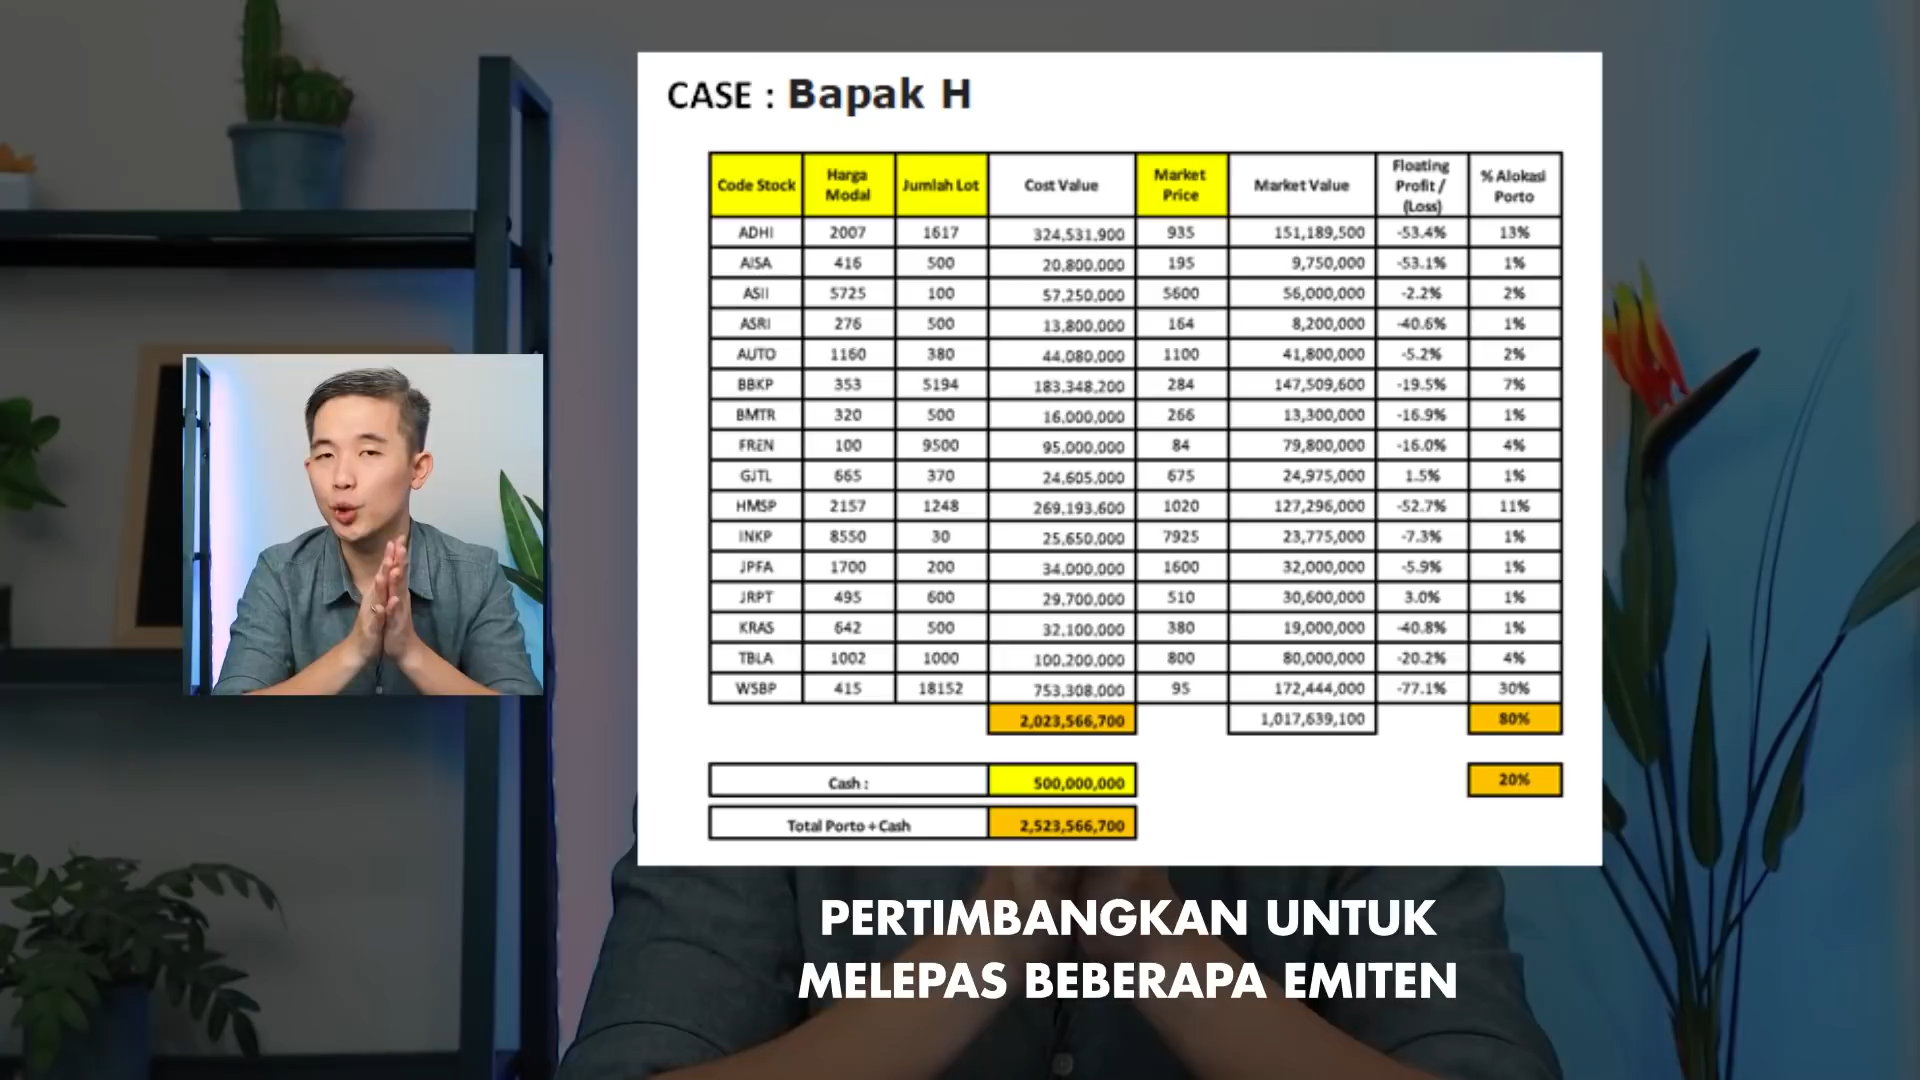 CASE : Bapak H
Code Stock Harga Modal Jumlah Lot Cost Value Market Price Market Value Floating Profit / (Loss) % Alokasi Porto
ADHI 2007 1617 324,531,900 935 151,189,500 -53.4% 13%
AISA 416 500 20,800,000 195 9,750,000 -53.1% 1%
ASII 5725 100 57,250,000 5600 56,000,000 -2.2% 2%
ASRI 276 500 13,800,000 164 8,200,000 -40.6% 1%
AUTO 1160 380 44,080,000 1100 41,800,000 -5.2% 2%
BBKP 353 5194 183,348,200 284 147,509,600 -19.5% 7%
BMTR 320 500 16,000,000 266 13,300,000 -16.9% 1%
FREN 100 9500 95,000,000 84 79,800,000 -16.0% 4%
GJTL 665 370 24,605,000 675 24,975,000 1.5% 1%
HMSP 2157 1248 269,193,600 1020 127,296,000 -52.7% 11%
INKP 8550 30 25,650,000 7925 23,775,000 -7.3% 1%
JPFA 1700 200 34,000,000 1600 32,000,000 -5.9% 1%
JRPT 495 600 29,700,000 510 30,600,000 3.0% 1%
KRAS 642 500 32,100,000 380 19,000,000 -40.8% 1%
TBLA 1002 1000 100,200,000 800 80,000,000 -20.2% 4%
WSBP 415 18152 753,308,000 95 172,444,000 -77.1% 30%
2,023,566,700 1,017,639,100 80%
Cash : 500,000,000 20%
Total Porto + Cash 2,523,566,700
PERTIMBANGKAN UNTUK
MELEPAS BEBERAPA EMITEN